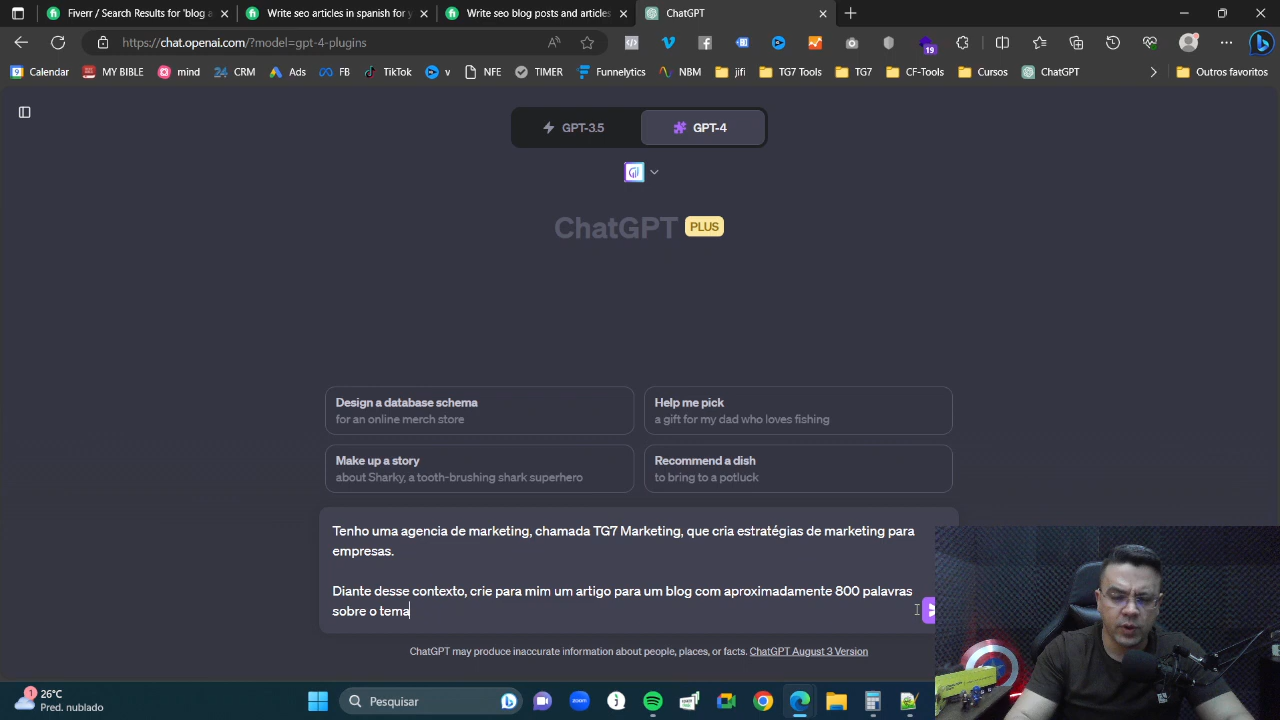 Fiverr / Search Results for 'blog a
Write seo articles in spanish for y
Write seo blog posts and articles
ChatGPT
https://chat.openai.com/?model=gpt-4-plugins
19
Calendar
MY BIBLE
mind
CRM
Ads
FB
TikTok
v
NFE
TIMER
Funnelytics
NBM
jifi
TG7 Tools
TG7
CF-Tools
Cursos
ChatGPT
Outros favoritos
GPT-3.5
GPT-4
ChatGPT PLUS
Design a database schema
for an online merch store
Help me pick
a gift for my dad who loves fishing
Make up a story
about Sharky, a tooth-brushing shark superhero
Recommend a dish
to bring to a potluck
Tenho uma agencia de marketing, chamada TG7 Marketing, que cria estratégias de marketing para
empresas.
Diante desse contexto, crie para mim um artigo para um blog com aproximadamente 800 palavras
sobre o tema
ChatGPT may produce inaccurate information about people, places, or facts. ChatGPT August 3 Version
1
26°C
Pred. nublado
Pesquisar
zoom